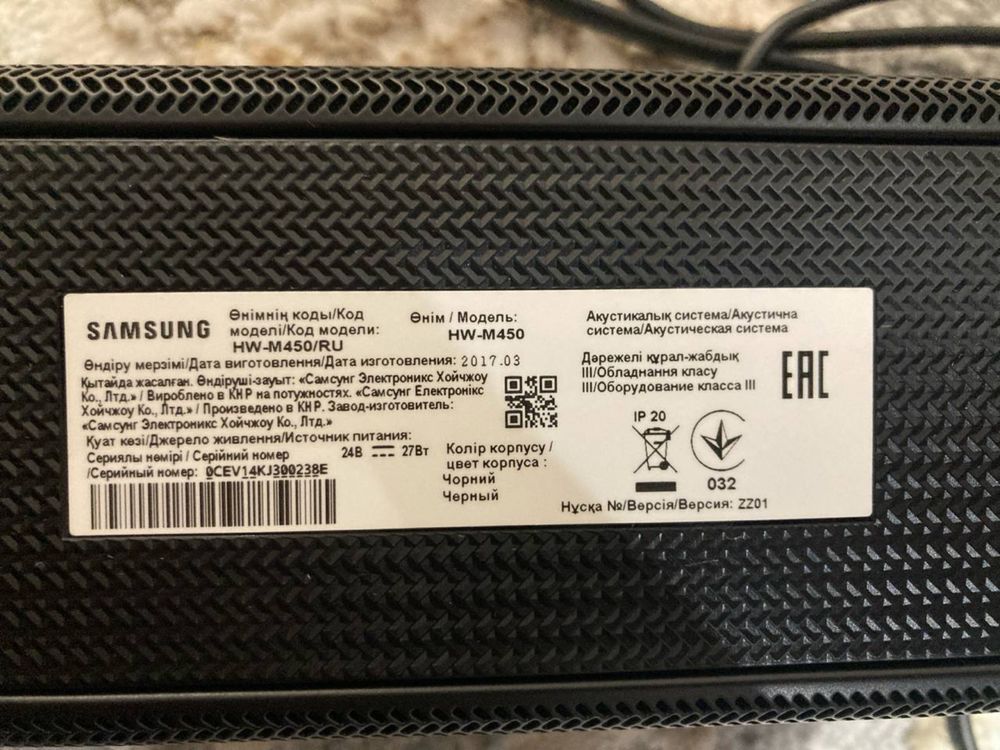 SAMSUNG
Өнімнің коды/Код
моделі/Код модели:
HW-M450/RU
Өнім / Модель:
HW-M450
Акустикалық система/Акустична
система/Акустическая система
Өндіру мерзімі/Дата виготовлення/Дата изготовления: 2017.03
Қытайда жасалған. Өндіруші-зауыт: «Самсунг Электроникс Хойчжоу
Ко., Лтд.» / Вироблено в КНР на потужностях. «Самсунг Електронікс
Хойчжоу Ко., Лтд.» / Произведено в КНР. Завод-изготовитель:
«Самсунг Электроникс Хойчжоу Ко., Лтд.»
Қуат көзі/Джерело живлення/Источник питания:
24В 27Вт
Сериялы немірі / Серійний номер
/Серийный номер: 0CEV14KJ300238E
Колір корпусу /
цвет корпуса :
Чорний
Черный
Дәрежелі құрал-жабдық
III/Обладнання класу
III/Оборудование класса III
EAC
IP 20
032
Нұсқа №/Версія/Версия: ZZ01